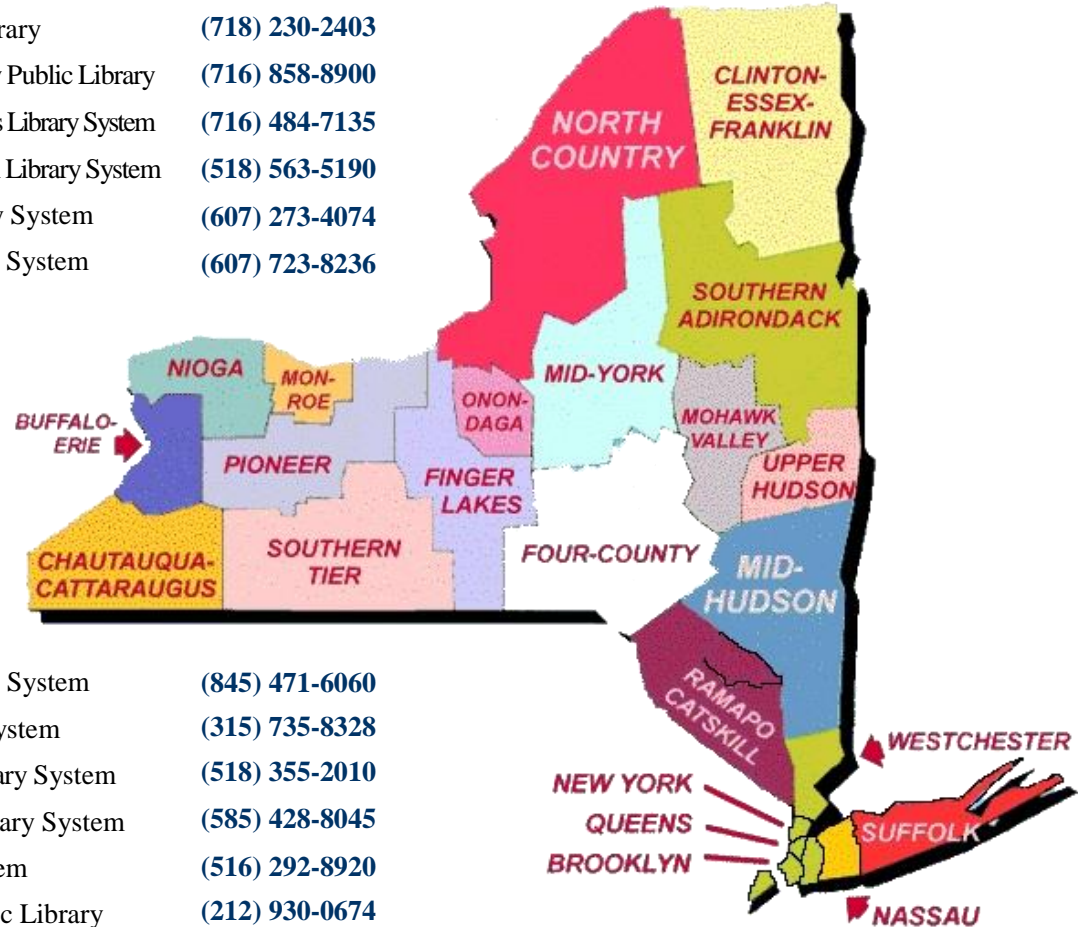 rary (718) 230-2403
Public Library (716) 858-8900
s Library System (716) 484-7135
Library System (518) 563-5190
System (607) 273-4074
System (607) 723-8236
CLINTON-
ESSEX-
FRANKLIN
NORTH
COUNTRY
SOUTHERN
ADIRONDACK
NIOGA
MON-
ROE
MID-YORK
ONON-
DAGA
MOHAWK
VALLEY
BUFFALO-
ERIE
PIONEER
FINGER
LAKES
UPPER
HUDSON
CHAUTAUQUA-
CATTARAUGUS
SOUTHERN
TIER
FOUR-COUNTY
MID-
HUDSON
RAMAPO
CATSKILL
System (845) 471-6060
ystem (315) 735-8328
ary System (518) 355-2010
ary System (585) 428-8045
em (516) 292-8920
c Library (212) 930-0674
WESTCHESTER
NEW YORK
QUEENS
BROOKLYN
SUFFOLK
NASSAU